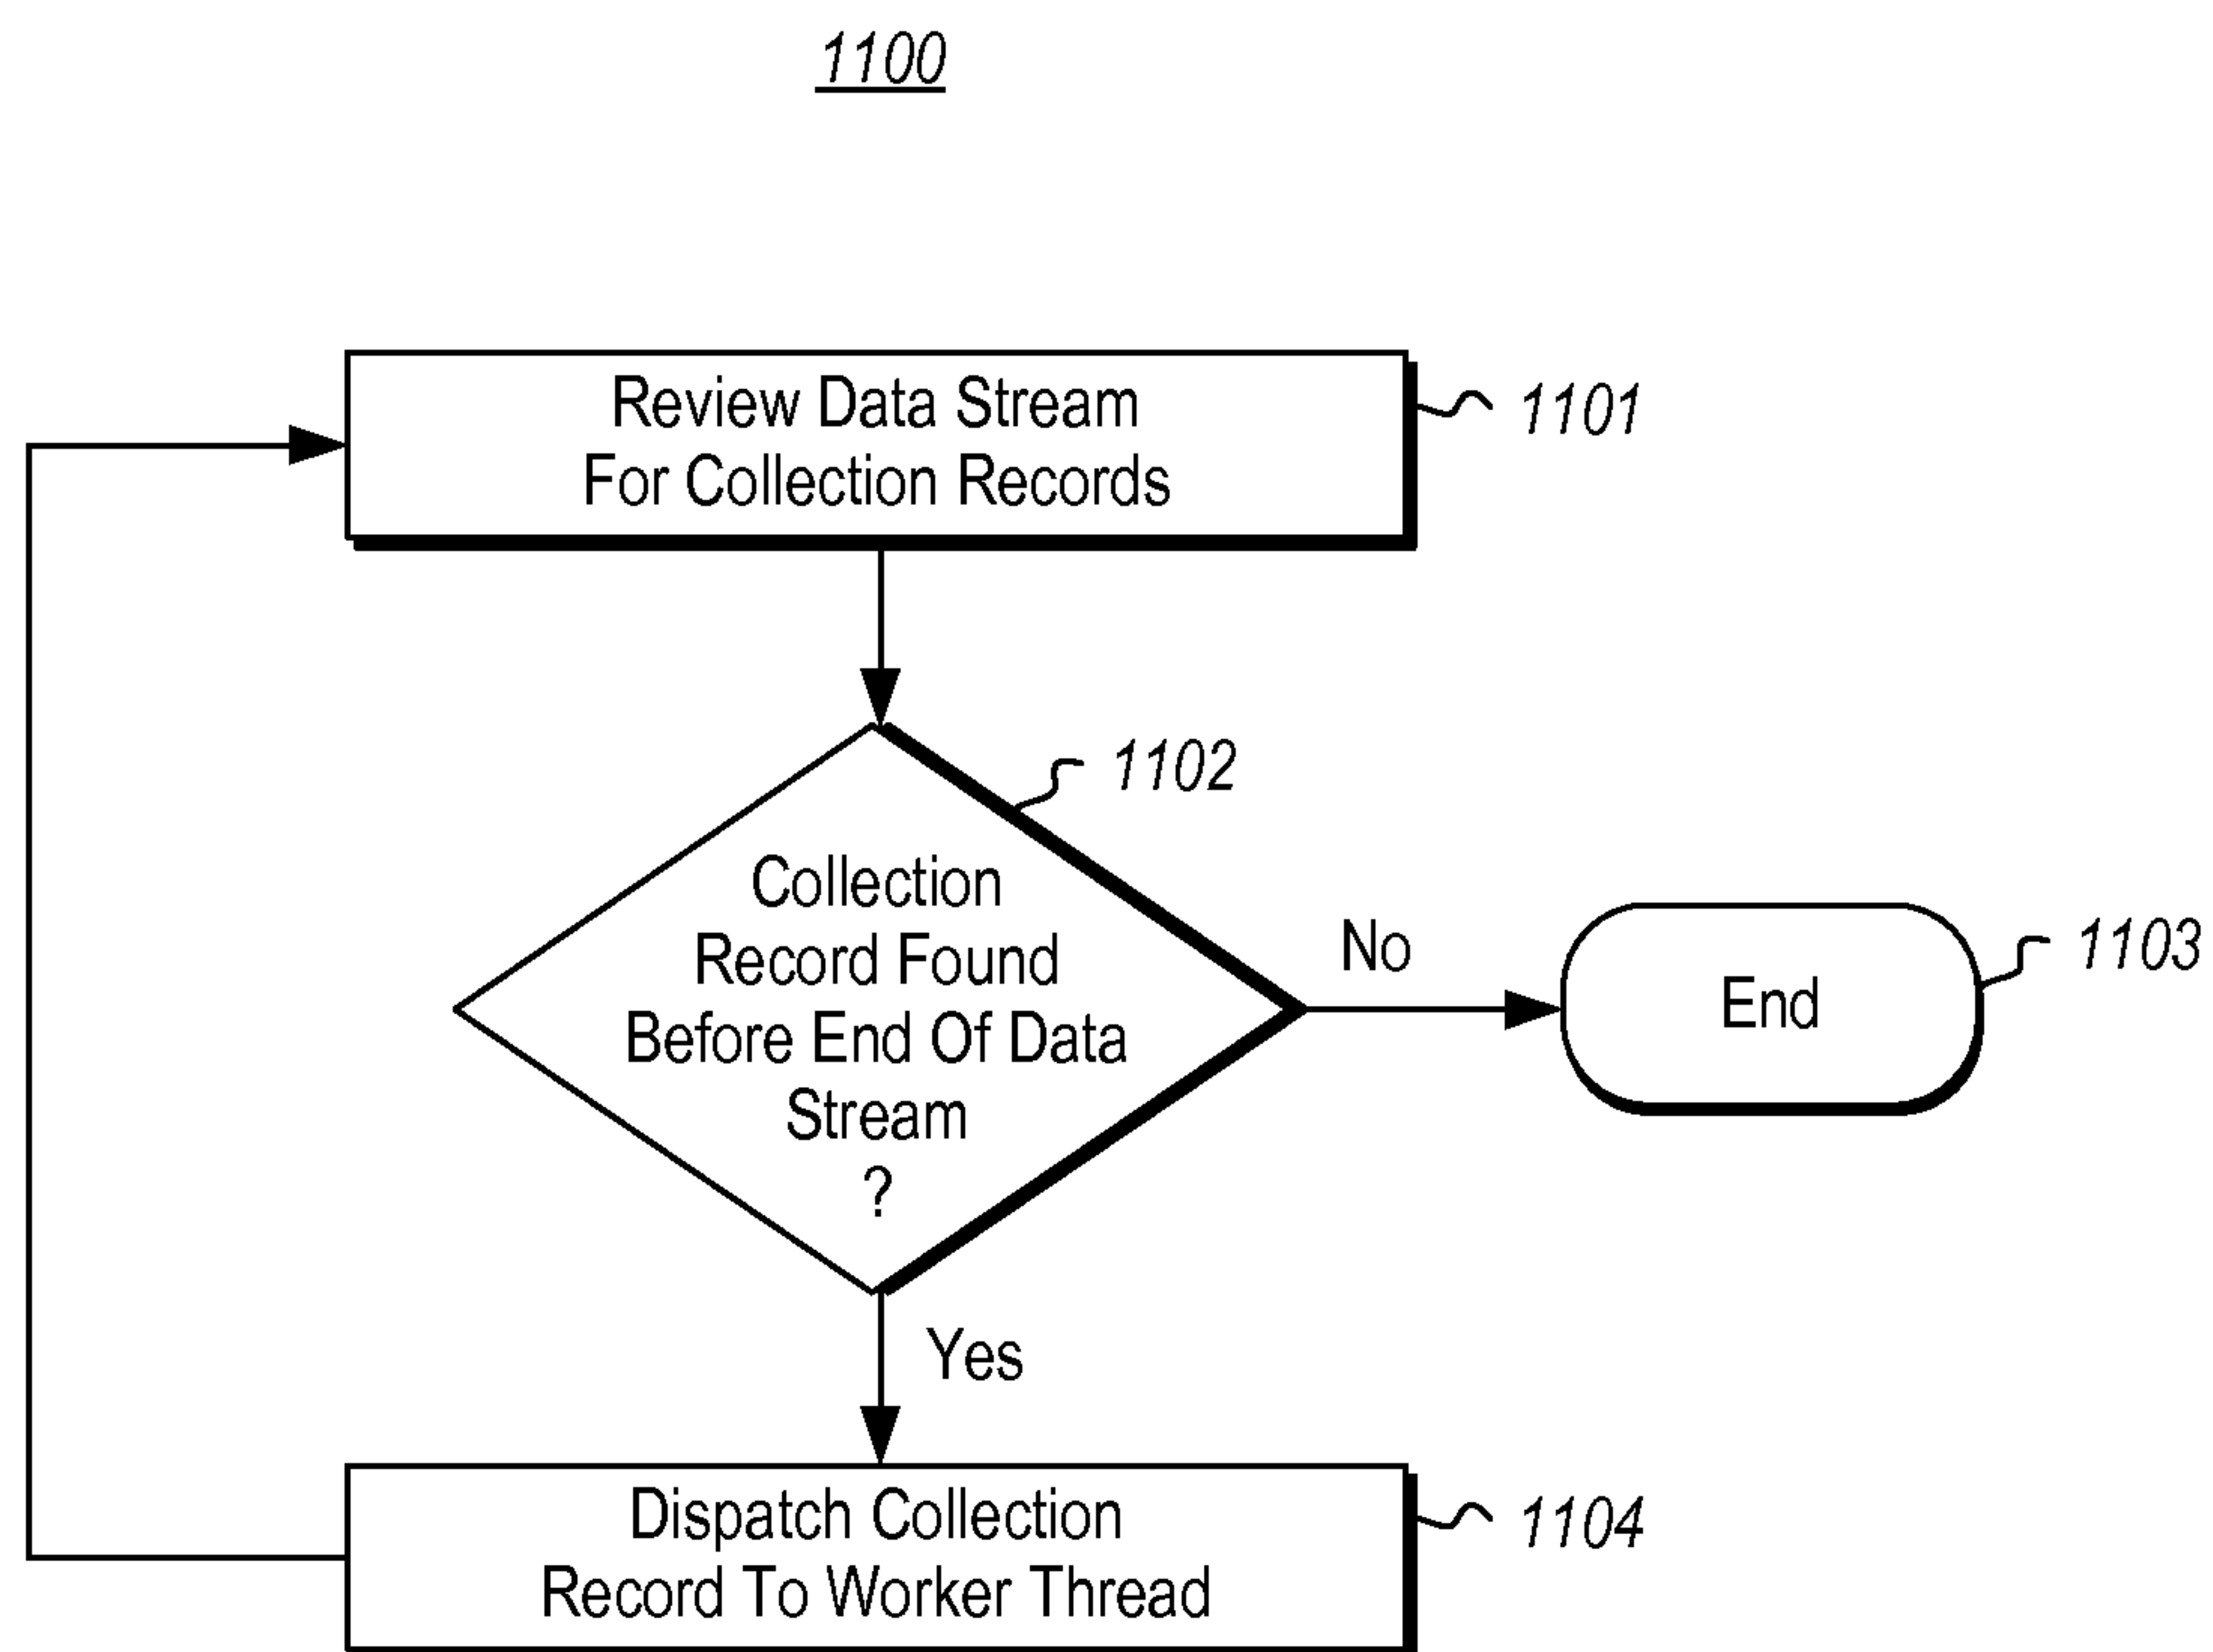 1100
Review Data Stream
For Collection Records
1101
1102
Collection
Record Found
Before End Of Data
Stream
?
No
End
1103
Yes
Dispatch Collection
Record To Worker Thread
1104